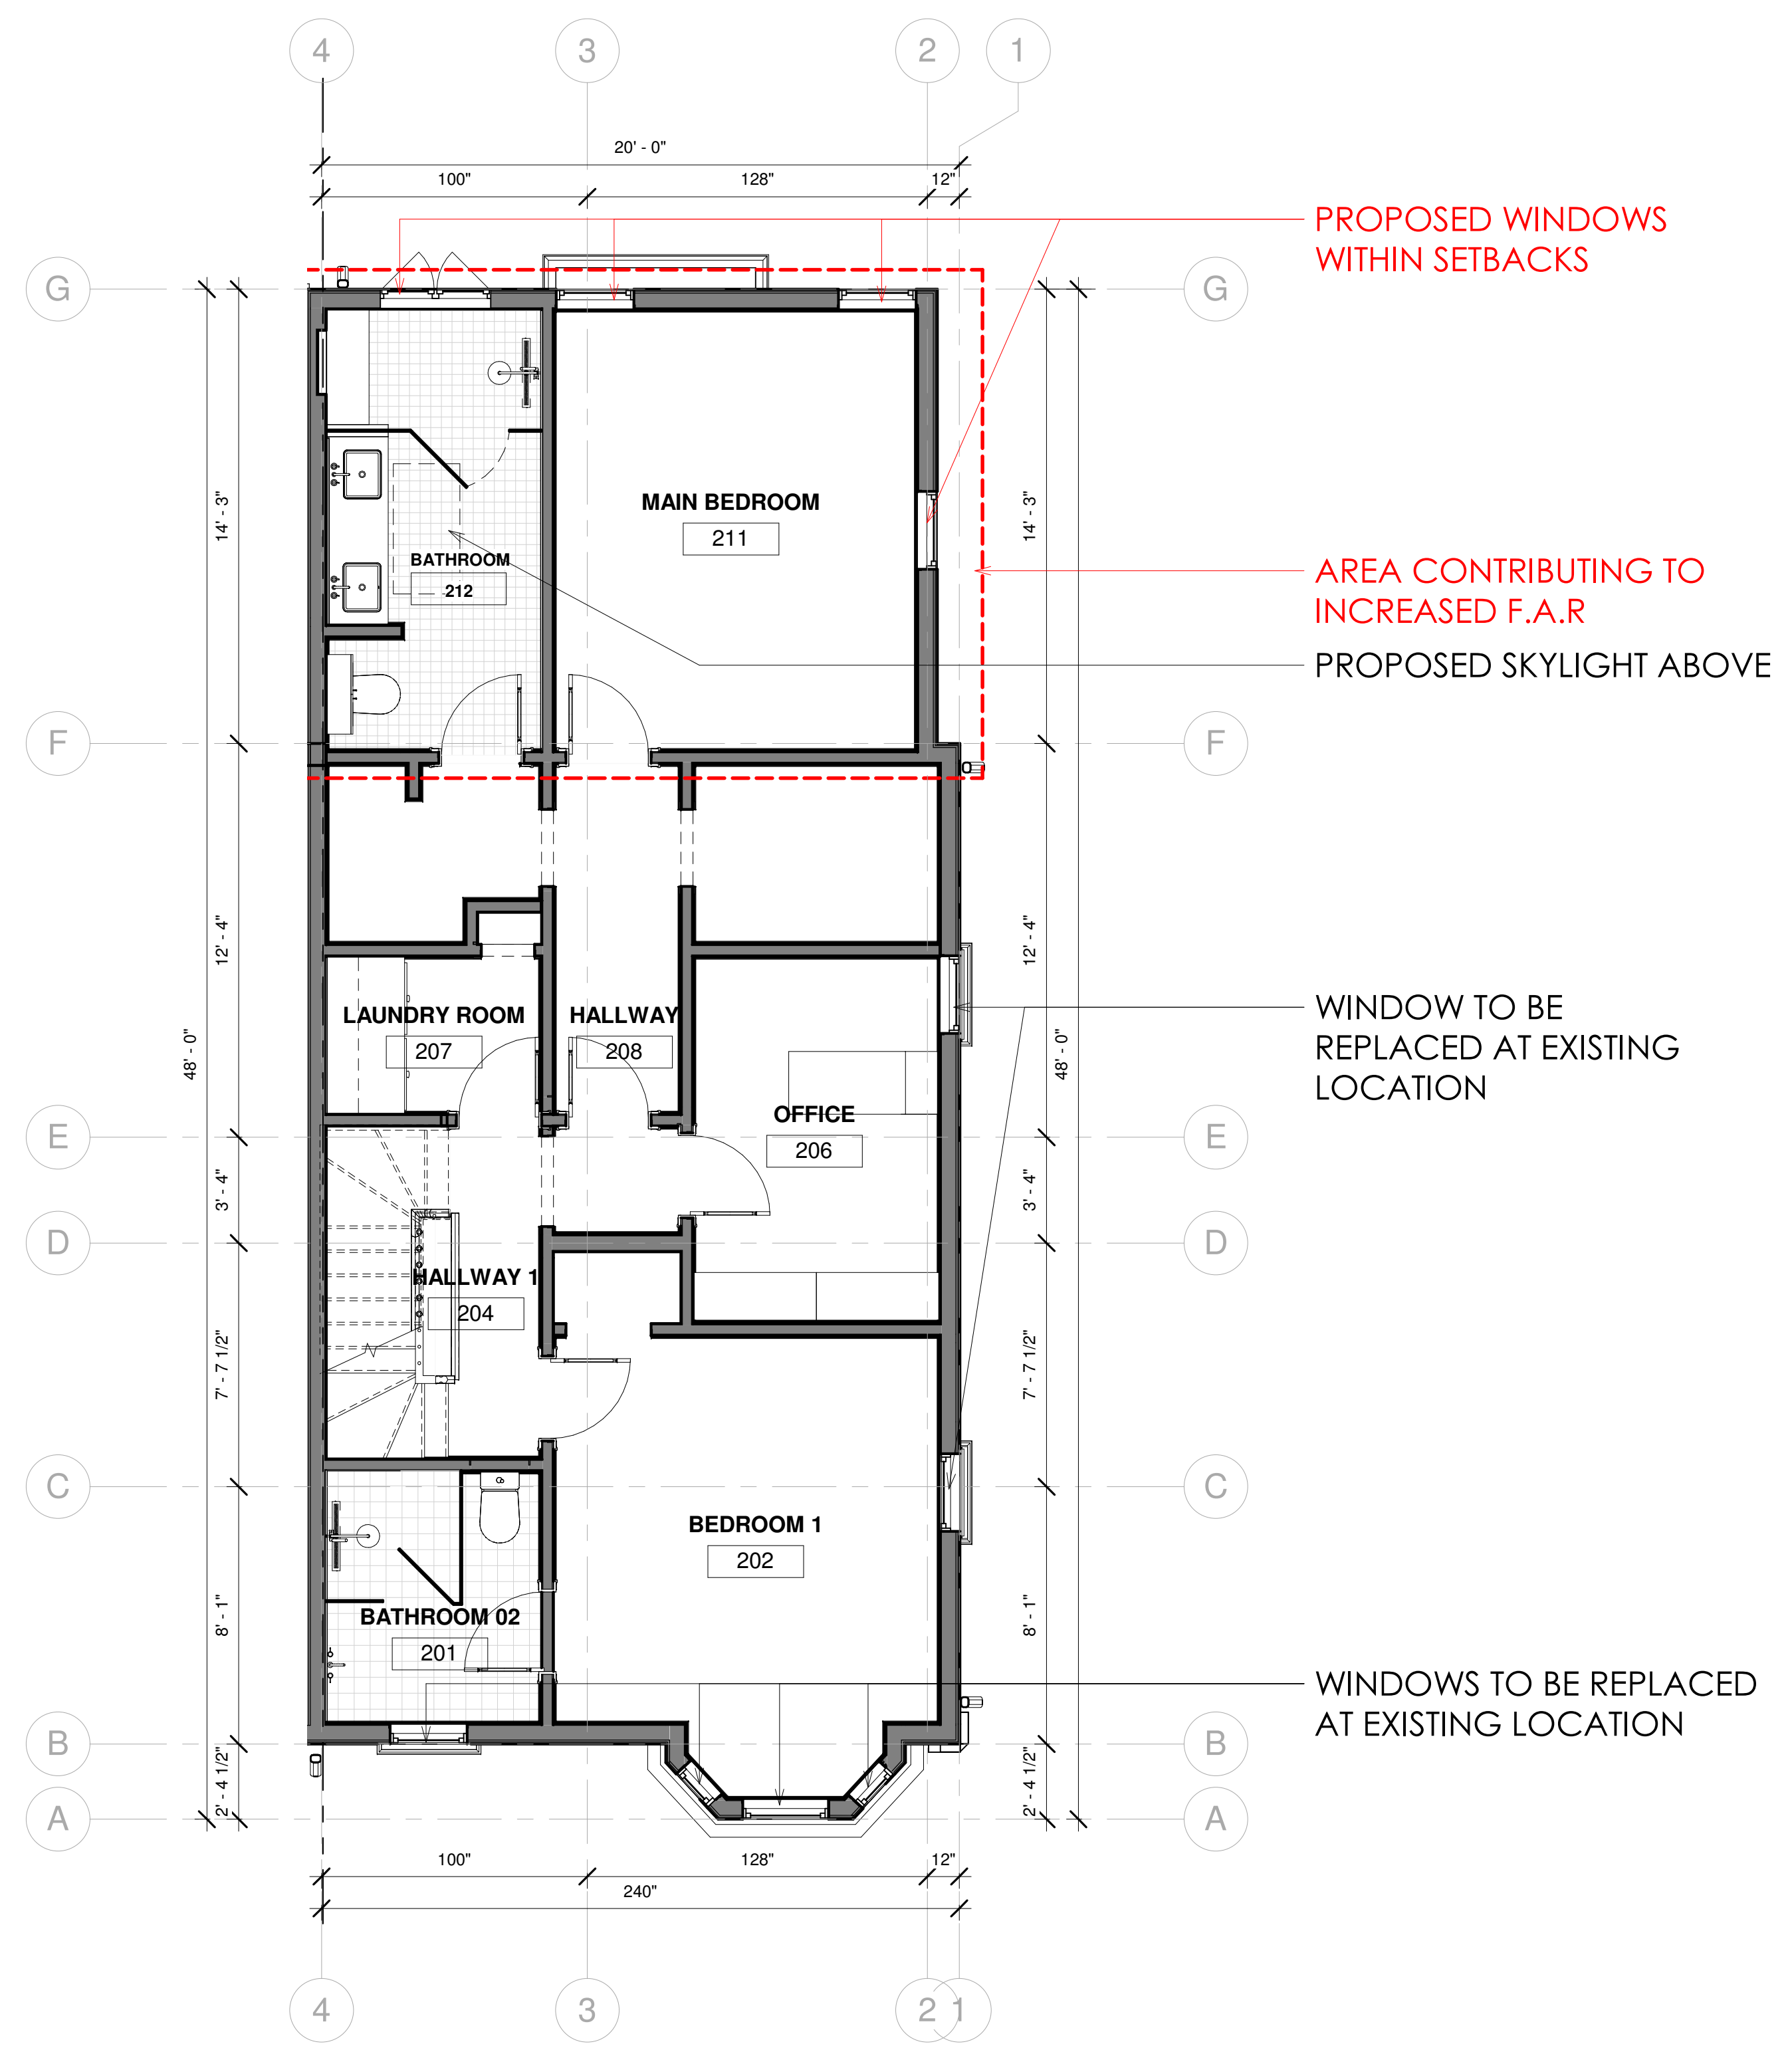 4 3 2 1
20' - 0"
100" 128" 12"
PROPOSED WINDOWS
WITHIN SETBACKS
G G
14' - 3" 14' - 3"
MAIN BEDROOM
211
BATHROOM
212
AREA CONTRIBUTING TO
INCREASED F.A.R
PROPOSED SKYLIGHT ABOVE
F F
12' - 4" 12' - 4"
LAUNDRY ROOM
207
HALLWAY
208
WINDOW TO BE
REPLACED AT EXISTING
LOCATION
48' - 0" 48' - 0"
OFFICE
206
E E
3' - 4" 3' - 4"
D D
HALLWAY 1
204
7' - 7 1/2" 7' - 7 1/2"
C C
BEDROOM 1
202
BATHROOM 02
201
8' - 1" 8' - 1"
WINDOWS TO BE REPLACED
AT EXISTING LOCATION
B B
2' - 4 1/2" 2' - 4 1/2"
A A
100" 128" 12"
240"
4 3 2 1